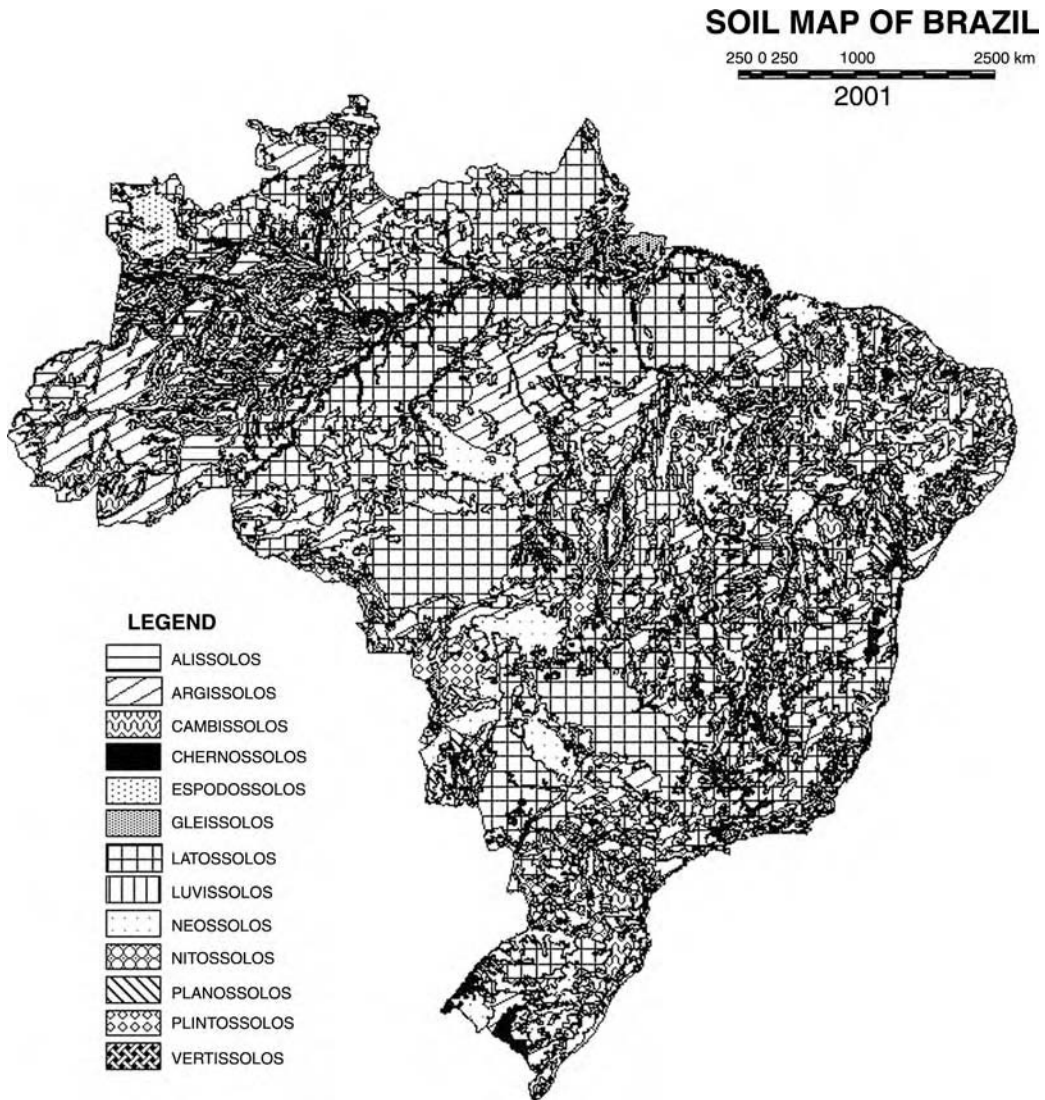 SOIL MAP OF BRAZIL
250 0 250 1000 2500 km
2001
LEGEND
ALISSOLOS
ARGISSOLOS
CAMBISSOLOS
CHERNOSSOLOS
ESPODOSSOLOS
GLEISSOLOS
LATOSSOLOS
LUVISSOLOS
NEOSSOLOS
NITOSSOLOS
PLANOSSOLOS
PLINTOSSOLOS
VERTISSOLOS